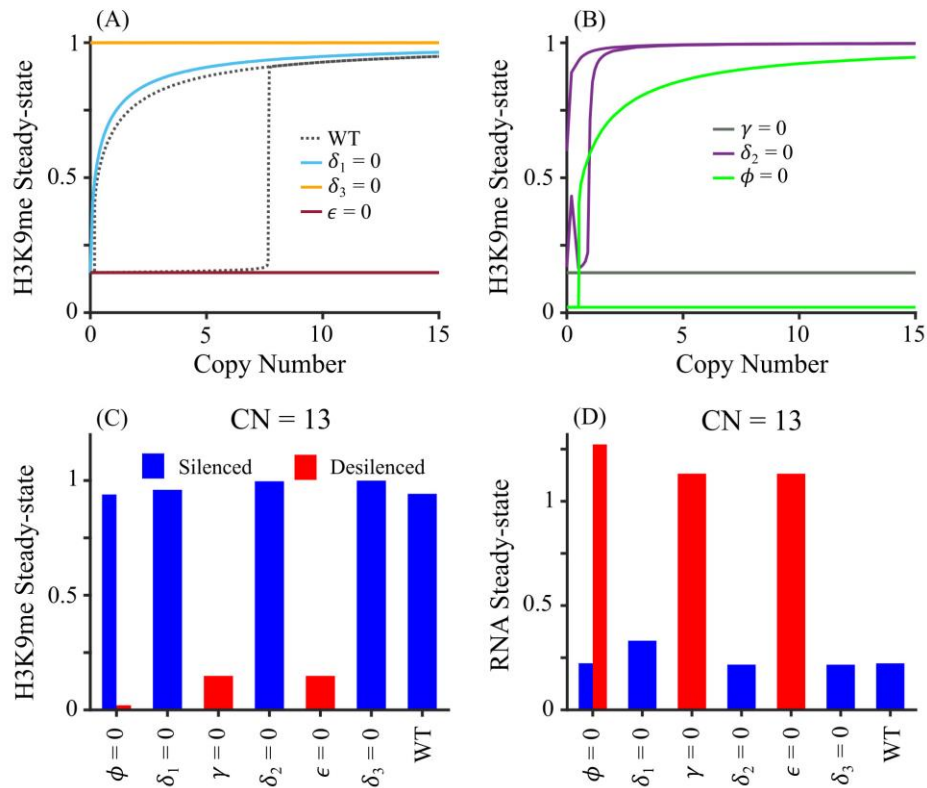 (A)
H3K9me Steady-state
1
0.5
0
0
5
10
15
Copy Number
WT
δ₁ = 0
δ₃ = 0
ϵ = 0
(B)
H3K9me Steady-state
1
0.5
0
0
5
10
15
Copy Number
γ = 0
δ₂ = 0
ϕ = 0
(C)
CN = 13
H3K9me Steady-state
1
0.5
0
Silenced
Desilenced
ϕ = 0
δ₁ = 0
γ = 0
δ₂ = 0
ϵ = 0
δ₃ = 0
WT
(D)
CN = 13
RNA Steady-state
1
0.5
0
ϕ = 0
δ₁ = 0
γ = 0
δ₂ = 0
ϵ = 0
δ₃ = 0
WT